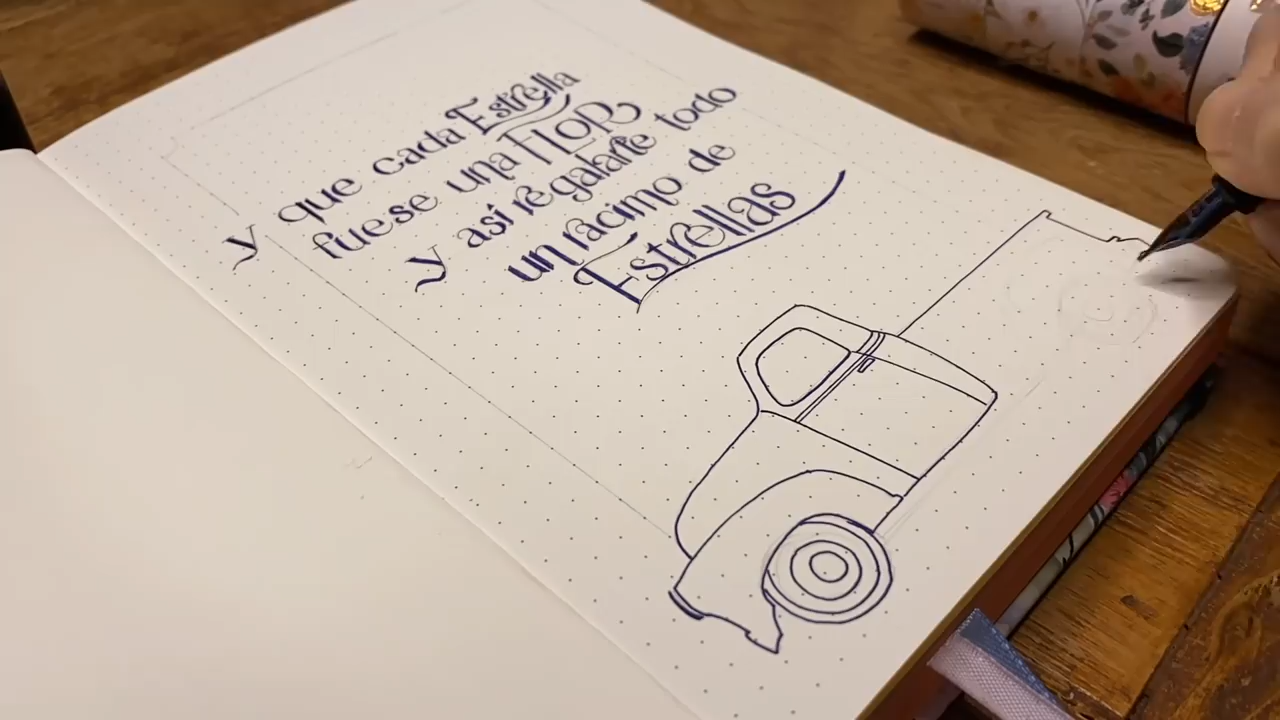 y que cada Estrella
fuese una FLOR
y así regalarte todo
un racimo de
Estrellas